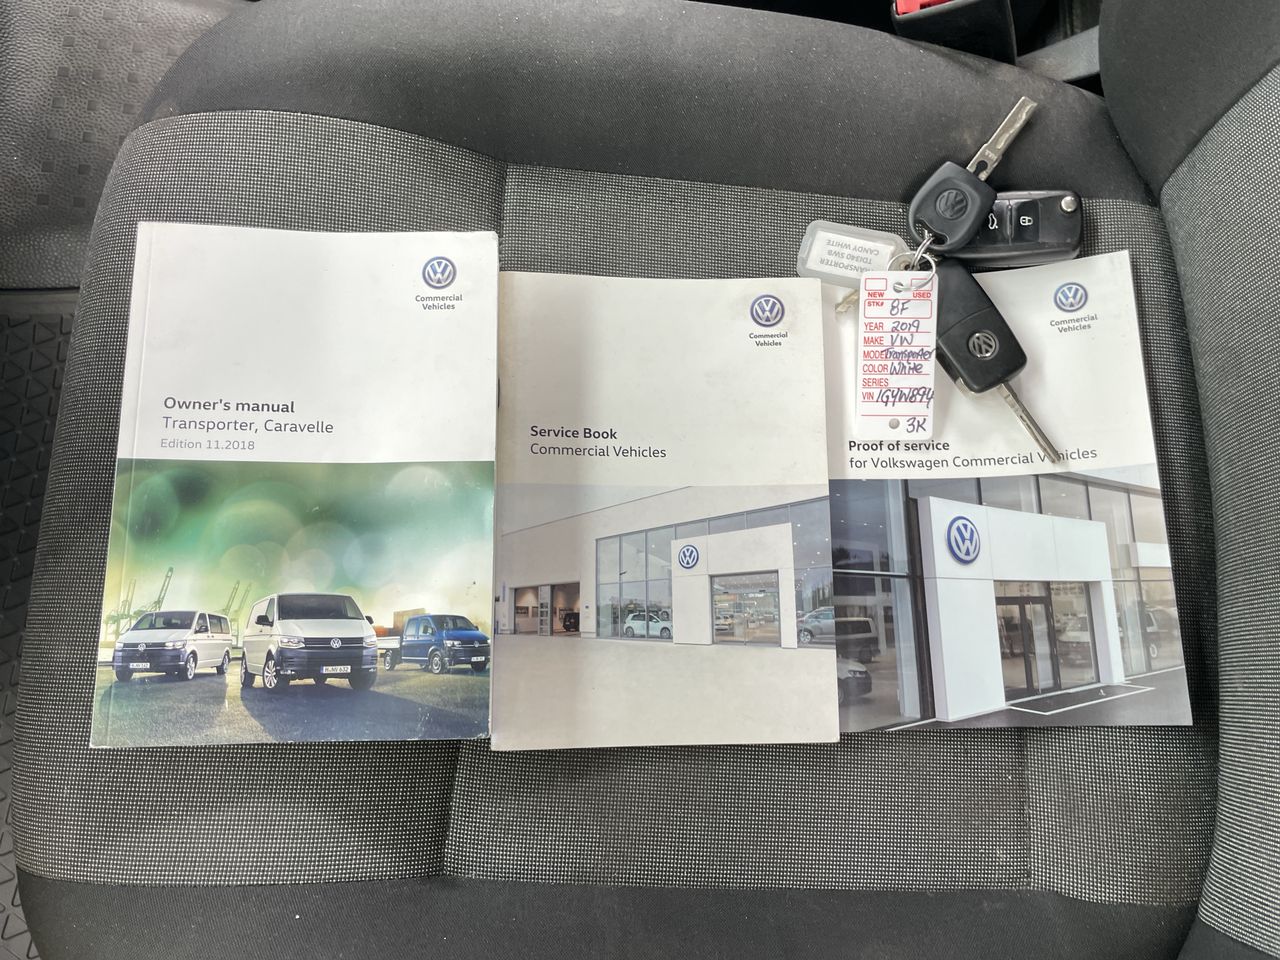 Commercial
Vehicles
Owner's manual
Transporter, Caravelle
Edition 11.2018
Commercial
Vehicles
Service Book
Commercial Vehicles
Commercial
Vehicles
Proof of service
for Volkswagen Commercial Vehicles
TRANSPORTER
TDI340 SWB
CANDY WHITE
NEW USED
STK# 8F
YEAR 2019
MAKE VW
MODEL Transporter
COLOR White
SERIES
VIN 1G4W894
3K